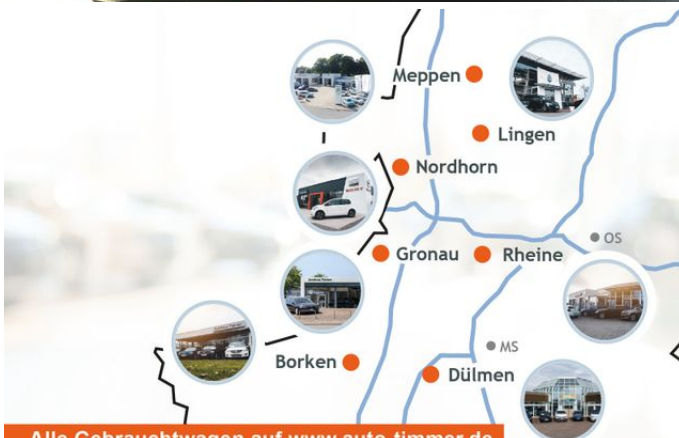 Meppen
Lingen
Nordhorn
OS
Gronau
Rheine
MS
Borken
Dülmen
Alle Gebrauchtwagen auf www.auto-timmer.de